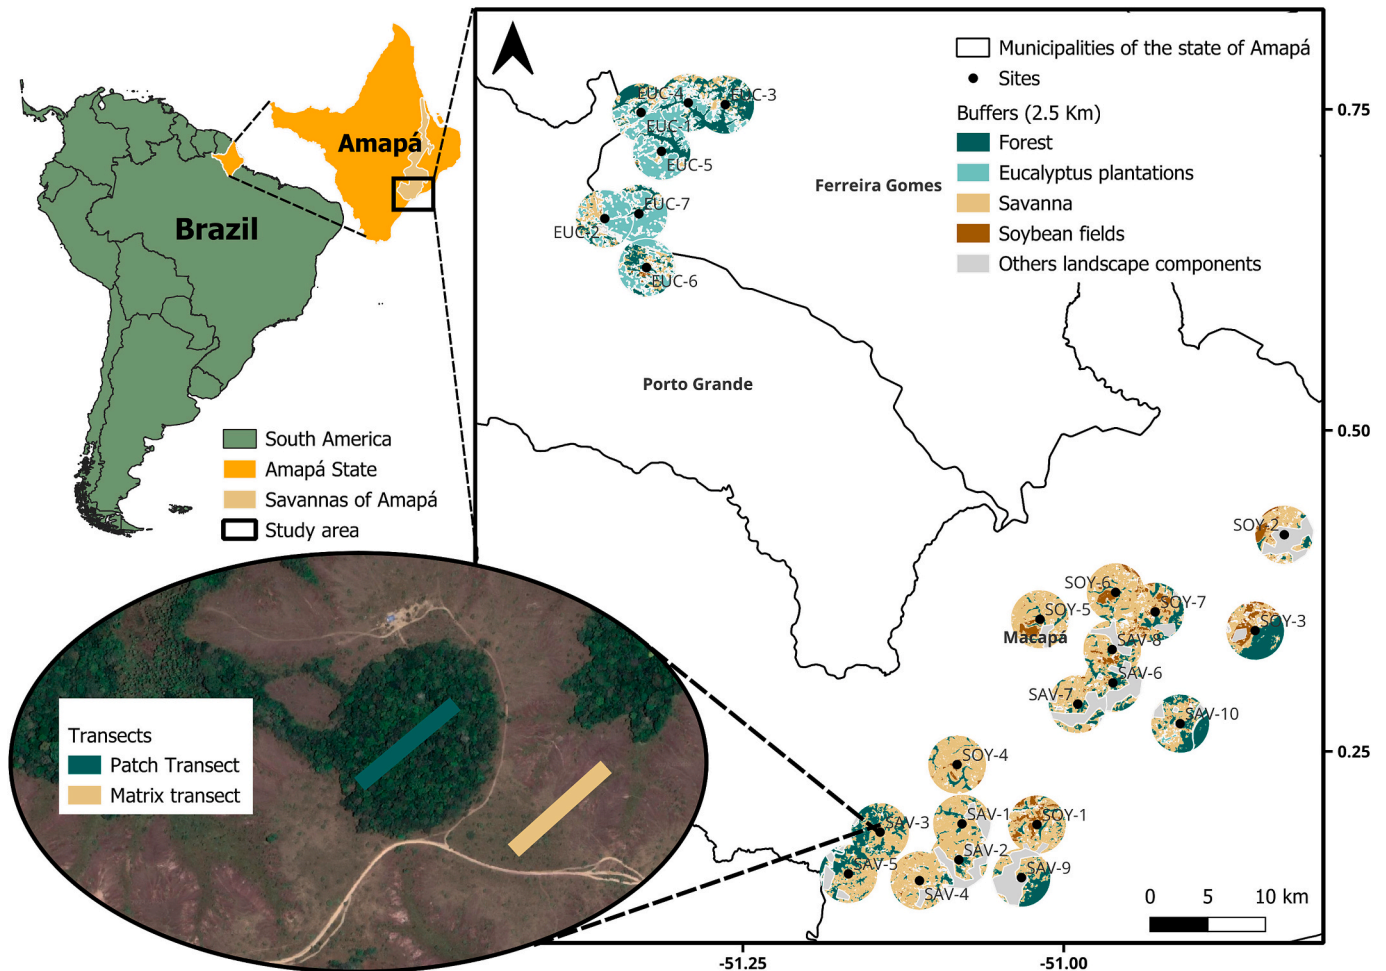 Amapá
Brazil
South America
Amapá State
Savannas of Amapá
Study area
Transects
Patch Transect
Matrix transect
Municipalities of the state of Amapá
Sites
Buffers (2.5 Km)
Forest
Eucalyptus plantations
Savanna
Soybean fields
Others landscape components
EUC-4
EUC-3
EUC-1
EUC-5
EUC-7
EUC-2
EUC-6
Ferreira Gomes
Porto Grande
SOY-2
SOY-6
SOY-5
SOY-7
SOY-3
Macapá
SAV-8
SAV-6
SAV-7
SAV-10
SOY-4
SAV-3
SAV-1
SOY-1
SAV-2
SAV-5
SAV-4
SAV-9
0 5 10 km
0.75
0.50
0.25
-51.25
-51.00